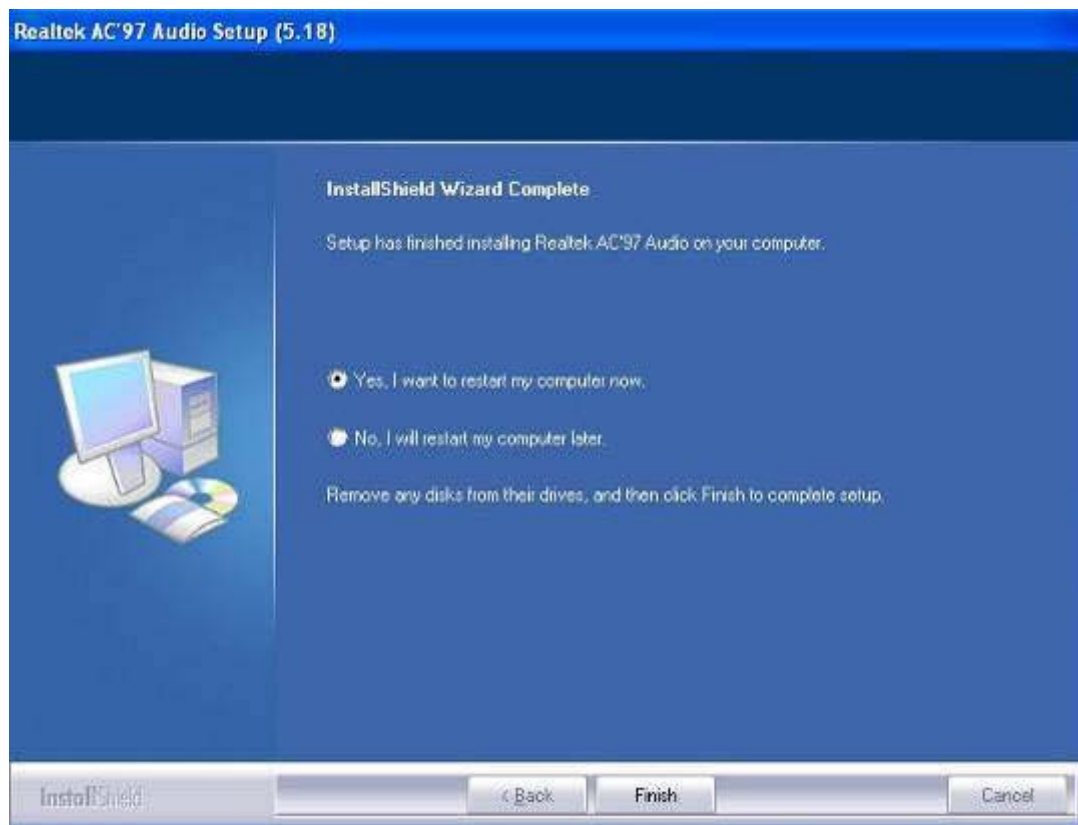 Realtek AC'97 Audio Setup (5.18)
InstallShield Wizard Complete
Setup has finished installing Realtek AC'97 Audio on your computer.
Yes, I want to restart my computer now.
No, I will restart my computer later.
Remove any disks from their drives, and then click Finish to complete setup.
InstallShield
< Back
Finish
Cancel